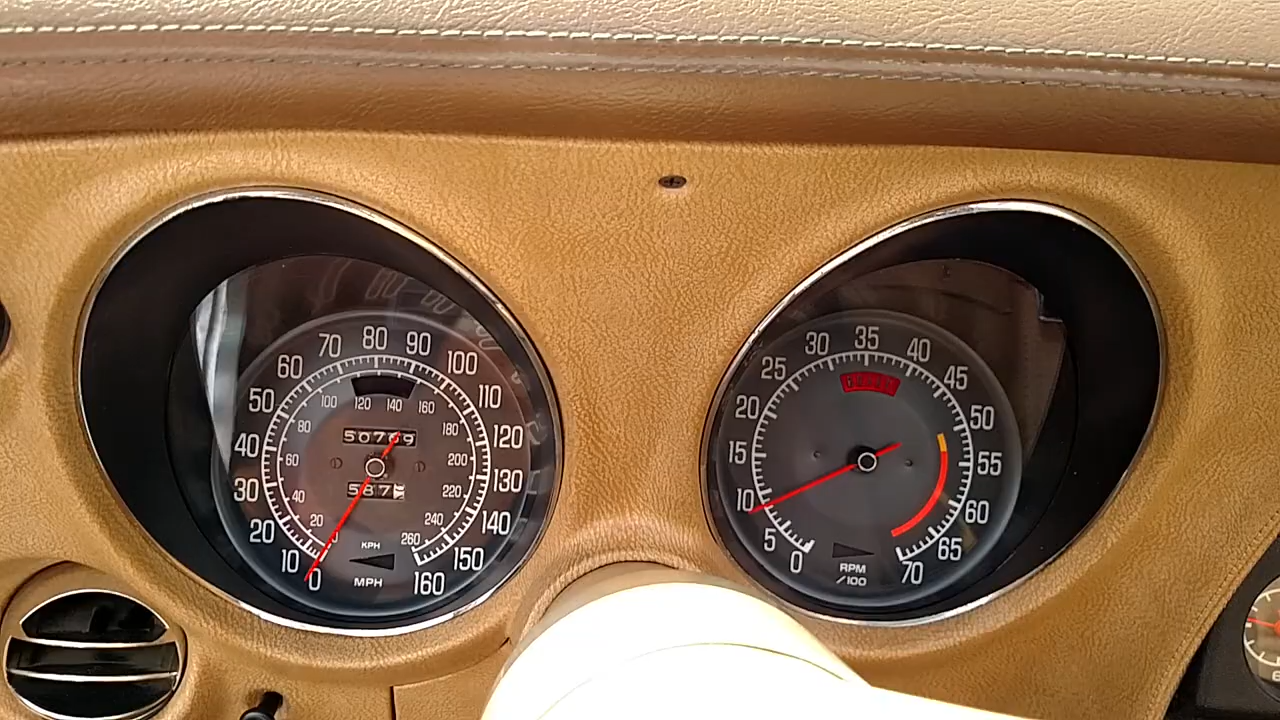 0 10 20 30 40 50 60 70 80 90 100 110 120 130 140 150 160
20 40 60 80 100 120 140 160 180 200 220 240 260
50769
587
KPH
MPH
0 5 10 15 20 25 30 35 40 45 50 55 60 65 70
RPM
/100